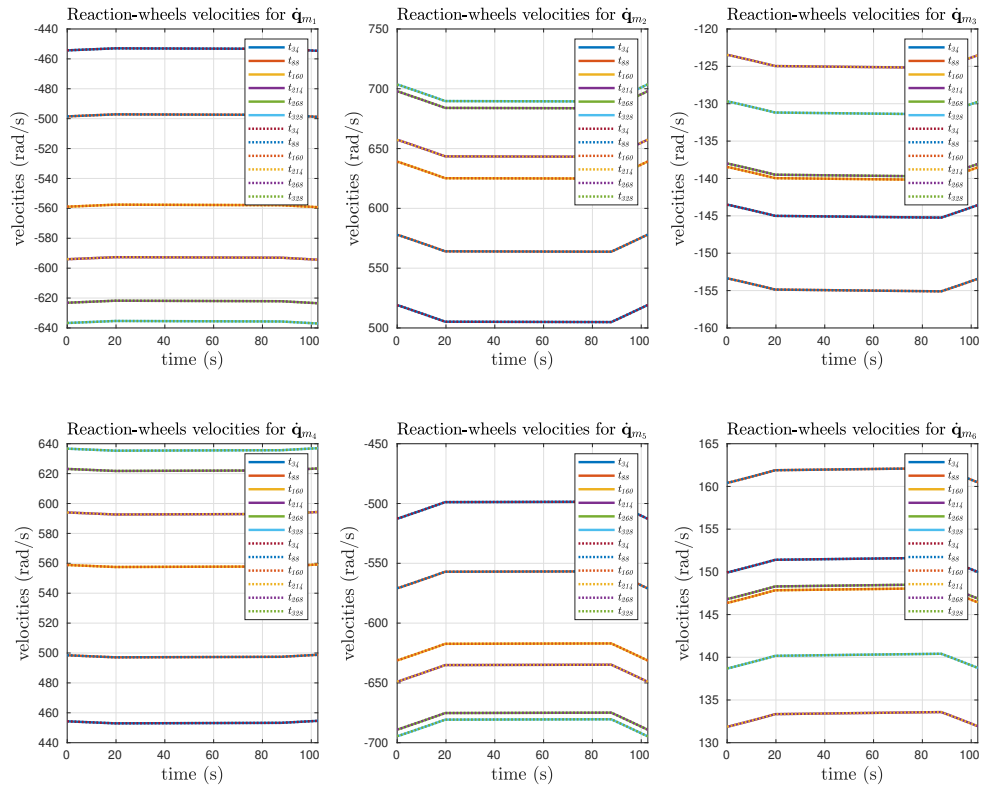 Reaction-wheels velocities for q̇m1
-440
-460
-480
-500
-520
-540
-560
-580
-600
-620
-640
velocities (rad/s)
0 20 40 60 80 100
time (s)
t34
t88
t160
t214
t268
t328
t34
t88
t160
t214
t268
t328
Reaction-wheels velocities for q̇m2
800
750
700
650
600
550
500
velocities (rad/s)
0 20 40 60 80 100
time (s)
t34
t88
t160
t214
t268
t328
t34
t88
t160
t214
t268
t328
Reaction-wheels velocities for q̇m3
-120
-125
-130
-135
-140
-145
-150
-155
-160
velocities (rad/s)
0 20 40 60 80 100
time (s)
t34
t88
t160
t214
t268
t328
t34
t88
t160
t214
t268
t328
Reaction-wheels velocities for q̇m4
640
620
600
580
560
540
520
500
480
460
440
velocities (rad/s)
0 20 40 60 80 100
time (s)
t34
t88
t160
t214
t268
t328
t34
t88
t160
t214
t268
t328
Reaction-wheels velocities for q̇m5
-450
-500
-550
-600
-650
-700
velocities (rad/s)
0 20 40 60 80 100
time (s)
t34
t88
t160
t214
t268
t328
t34
t88
t160
t214
t268
t328
Reaction-wheels velocities for q̇m6
165
160
155
150
145
140
135
130
velocities (rad/s)
0 20 40 60 80 100
time (s)
t34
t88
t160
t214
t268
t328
t34
t88
t160
t214
t268
t328